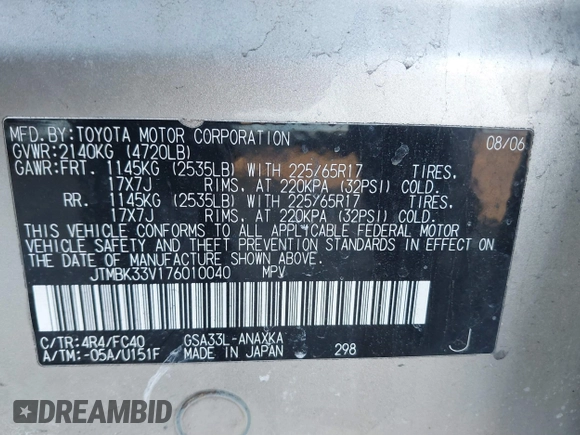 MFD. BY: TOYOTA MOTOR CORPORATION 08/06
GVWR: 2140KG (4720LB)
GAWR: FRT. 1145KG (2535LB) WITH 225/65R17 TIRES,
17X7J RIMS, AT 220KPA (32PSI) COLD.
RR. 1145KG (2535LB) WITH 225/65R17 TIRES,
17X7J RIMS, AT 220KPA (32PSI) COLD.
THIS VEHICLE CONFORMS TO ALL APPLICABLE FEDERAL MOTOR
VEHICLE SAFETY AND THEFT PREVENTION STANDARDS IN EFFECT ON
THE DATE OF MANUFACTURE SHOWN ABOVE.
JTMBK33V176010040 MPV
C/TR: 4R4/FC40 GSA33L-ANAXKA J
A/TM: -05A/U151F MADE IN JAPAN 298
DREAMBID